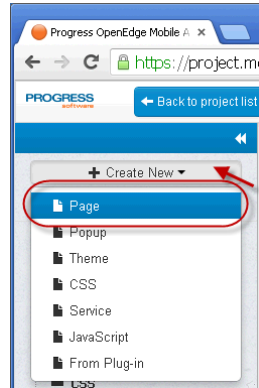 Progress OpenEdge Mobile A
https://project.m
PROGRESS
software
Back to project list
Create New
Page
Popup
Theme
CSS
Service
JavaScript
From Plug-in
CSS